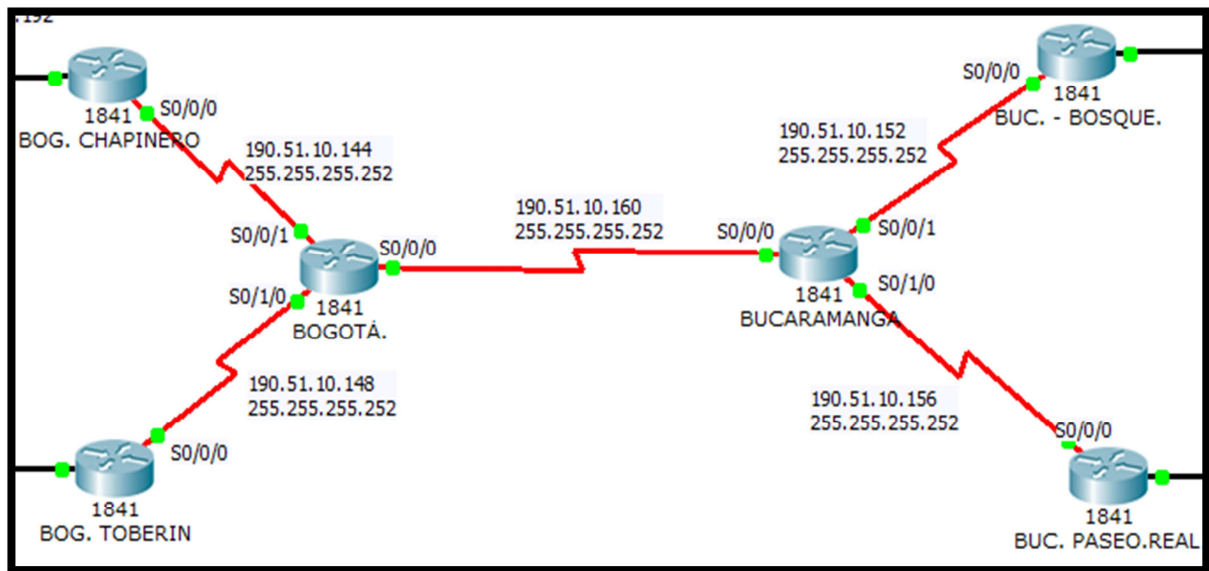 .192
S0/0/0
1841
BOG. CHAPINERO
190.51.10.144
255.255.255.252
S0/0/1
S0/0/0
S0/1/0
1841
BOGOTÁ.
190.51.10.148
255.255.255.252
S0/0/0
1841
BOG. TOBERIN
190.51.10.160
255.255.255.252
S0/0/0
1841
BUC. - BOSQUE.
190.51.10.152
255.255.255.252
S0/0/0
S0/0/1
S0/1/0
1841
BUCARAMANGA
190.51.10.156
255.255.255.252
S0/0/0
1841
BUC. PASEO.REAL